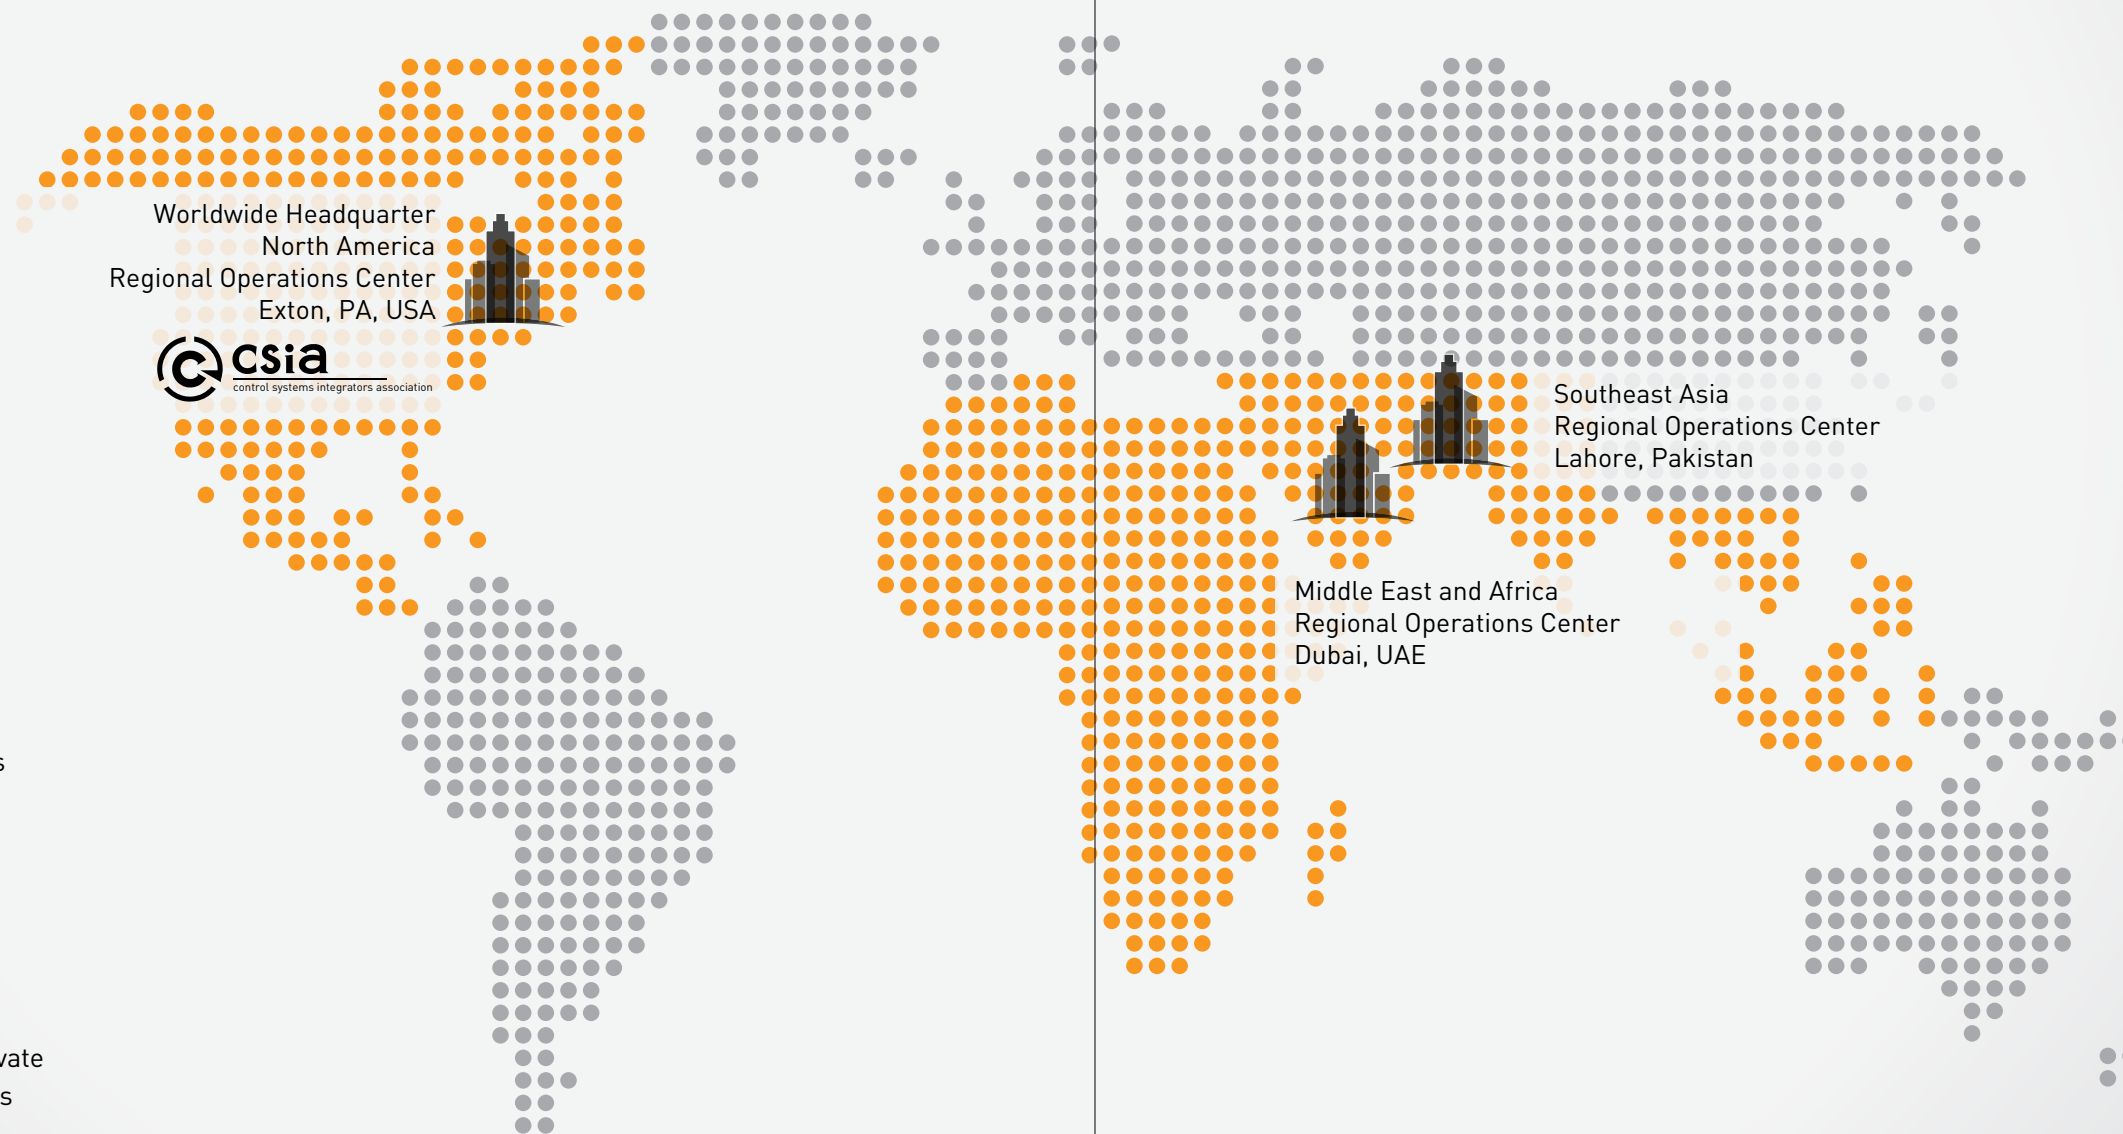 Worldwide Headquarter
North America
Regional Operations Center
Exton, PA, USA
csia
control systems integrators association
Southeast Asia
Regional Operations Center
Lahore, Pakistan
Middle East and Africa
Regional Operations Center
Dubai, UAE